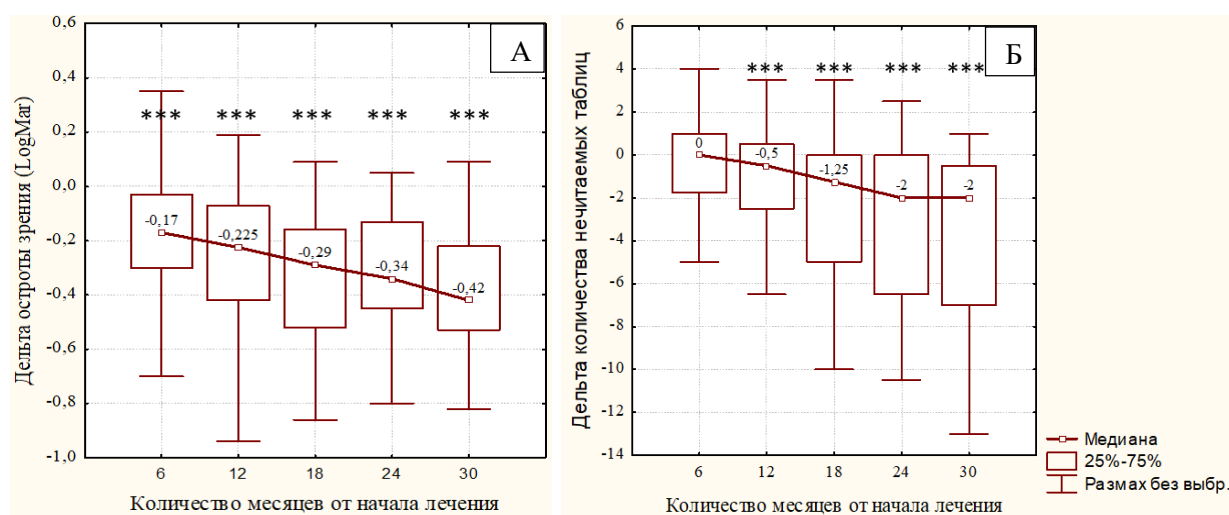 А
Дельта остроты зрения (LogMar)
0,6
0,4
0,2
0,0
-0,2
-0,4
-0,6
-0,8
-1,0
*** *** *** *** ***
-0,17
-0,225
-0,29
-0,34
-0,42
6 12 18 24 30
Количество месяцев от начала лечения
Б
Дельта количества нечитаемых таблиц
6
4
2
0
-2
-4
-6
-8
-10
-12
-14
*** *** *** ***
0
-0,5
-1,25
-2
-2
6 12 18 24 30
Количество месяцев от начала лечения
Медиана
25%-75%
Размах без выбр.